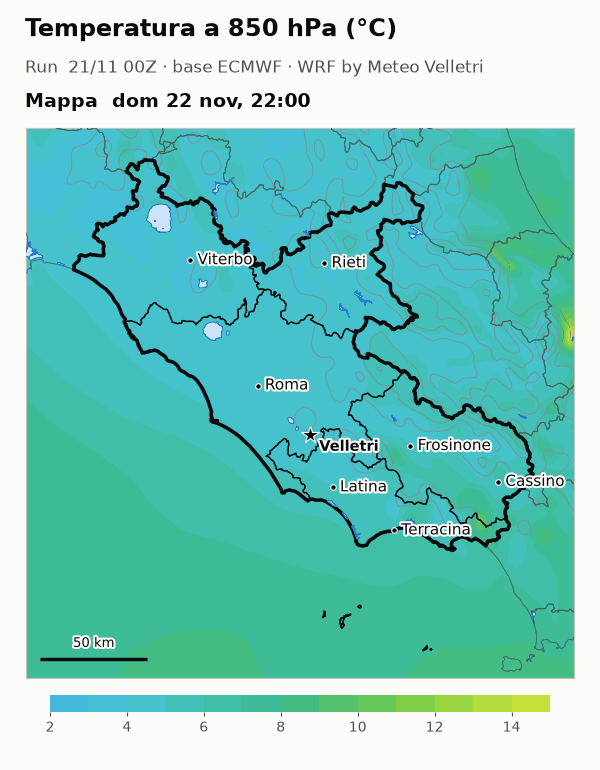 Temperatura a 850 hPa (°C)
Run  21/11 00Z · base ECMWF · WRF by Meteo Velletri
Mappa  dom 22 nov, 22:00
Viterbo
Rieti
Roma
Velletri
Frosinone
Latina
Cassino
Terracina
50 km
2 4 6 8 10 12 14